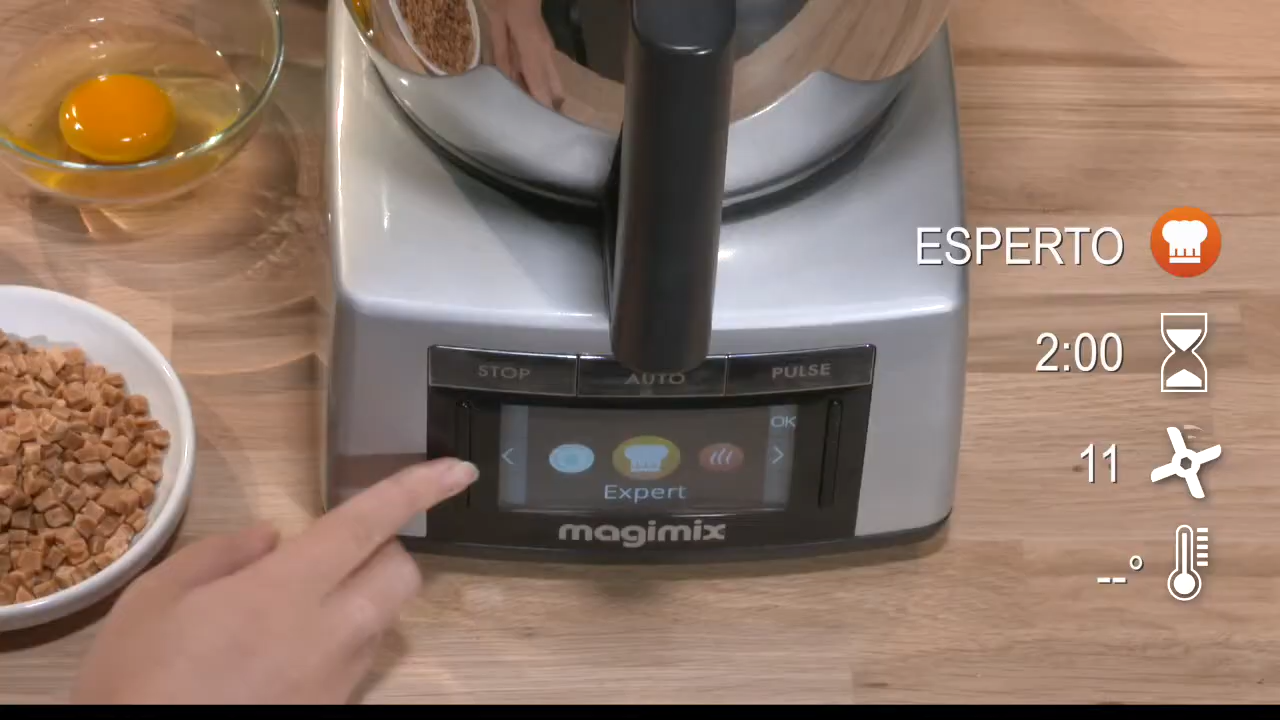 ESPERTO
2:00
11
--°
STOP AUTO PULSE
OK
< >
Expert
magimix